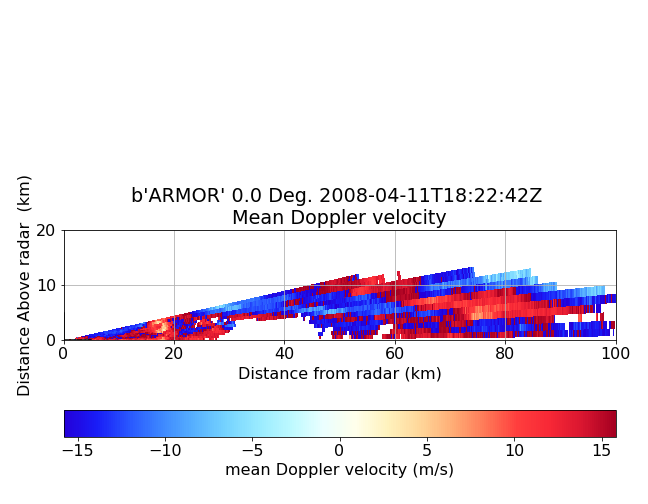 b'ARMOR' 0.0 Deg. 2008-04-11T18:22:42Z
Mean Doppler velocity
Distance Above radar  (km)
20
10
0
0 20 40 60 80 100
Distance from radar (km)
−15 −10 −5 0 5 10 15
mean Doppler velocity (m/s)